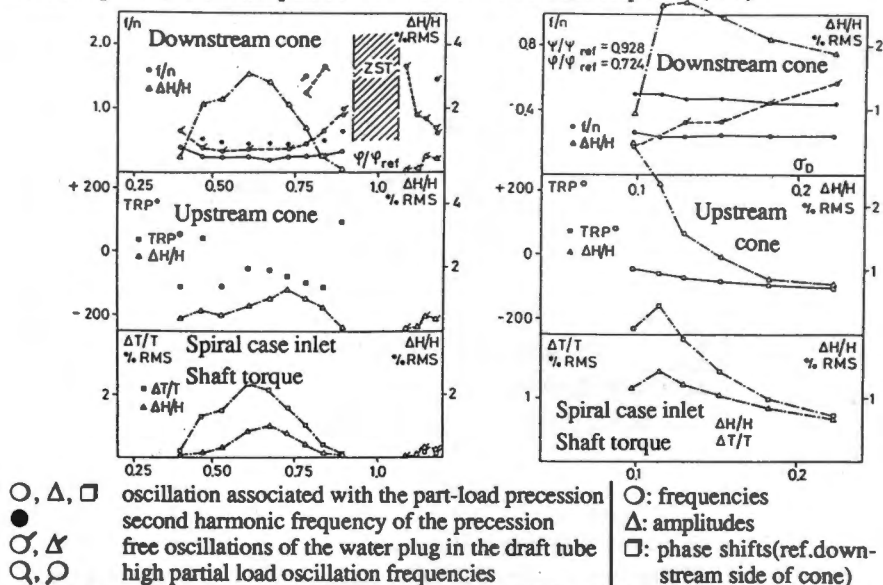 f/n
ΔH/H
% RMS
2.0
Downstream cone
4
f/n
ΔH/H
ZST
1.0
2
φ/φ ref
+ 200
0,25
0,50
0,75
1,0
ΔH/H
% RMS
TRP°
Upstream cone
4
0
TRP°
ΔH/H
2
- 200
ΔT/T
% RMS
Spiral case inlet
Shaft torque
ΔH/H
% RMS
2
ΔT/T
ΔH/H
2
0,25
0,50
0,75
1,0
f/n
ΔH/H
% RMS
0,8
Ψ/Ψ ref = 0,928
φ/φ ref = 0,724
2
Downstream cone
0,4
1
f/n
ΔH/H
σD
+ 200
0,1
0,2
ΔH/H
% RMS
TRP°
Upstream
cone
2
0
TRP°
ΔH/H
1
-200
ΔT/T
% RMS
ΔH/H
% RMS
1
1
Spiral case inlet
ΔH/H
Shaft torque
ΔT/T
0,1
0,2
O, Δ, □ oscillation associated with the part-load precession
● second harmonic frequency of the precession
free oscillations of the water plug in the draft tube
high partial load oscillation frequencies
O: frequencies
Δ: amplitudes
□: phase shifts(ref.down-
stream side of cone)